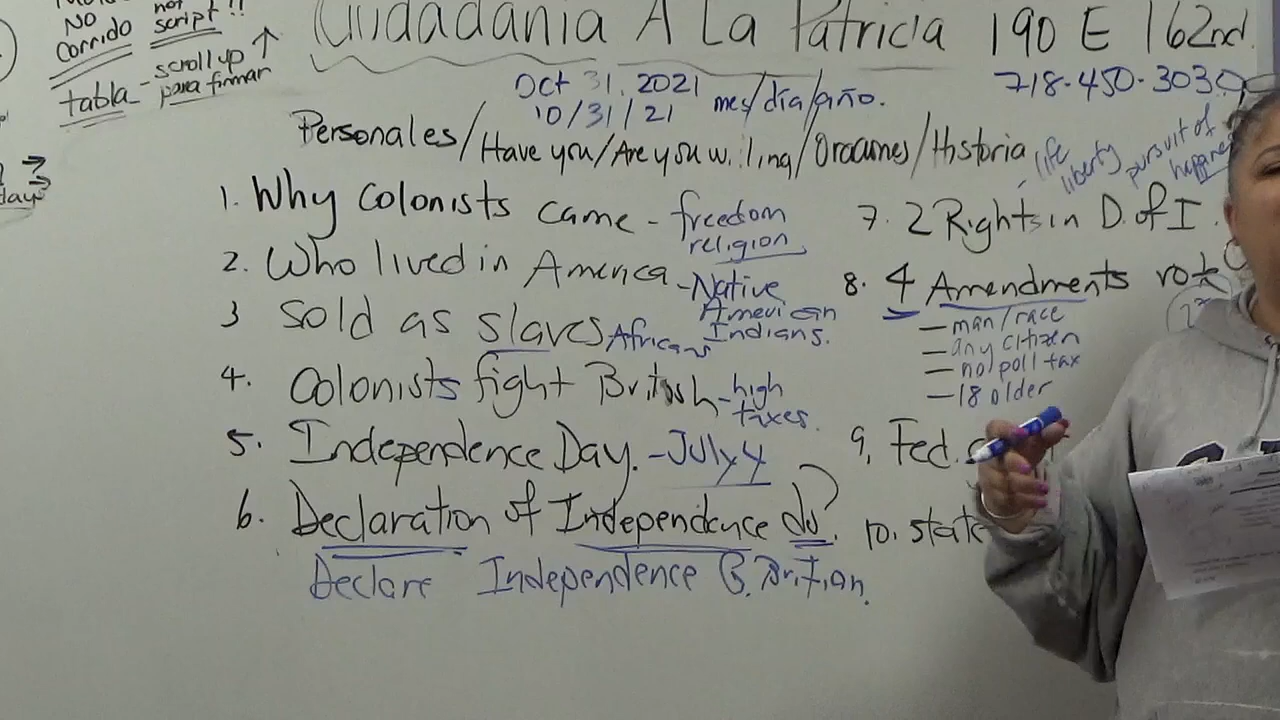 NO not
Corrido script!!
tabla - scroll up ↑
para firmar
days
Ciudadania A La Patricia 190 E 162nd
Oct 31, 2021
10/31/21 mes/dia/año.
718.450.3030
Personales/Have you/Are you w.ling/Oraciones/Historia
1. Why Colonists came - freedom
religion
2. Who lived in America - Native
American
Indians.
3 Sold as slaves Africans
4. Colonists fight British - high
taxes.
5. Independence Day. - July 4
6. Declaration of Independence do?
Declare Independence G. Britian.
- life liberty pursuit of
7. 2 Rights in D. of I.
8. 4 Amendments vote
- man/race
- any citizen
- no poll tax
- 18 older
9. Fed.
10. State